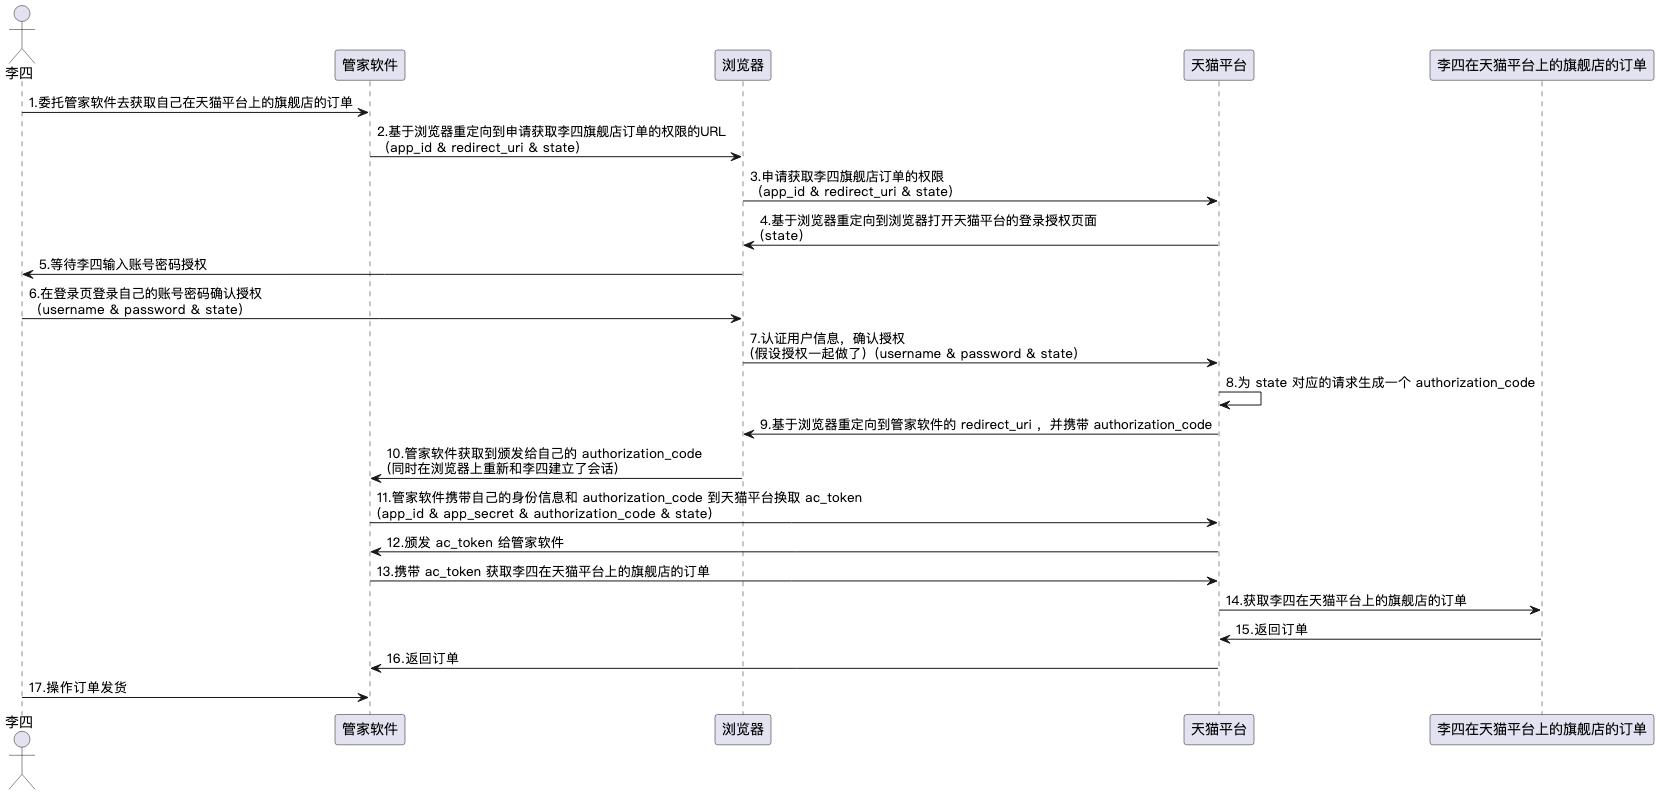 李四
管家软件
浏览器
天猫平台
李四在天猫平台上的旗舰店的订单
1.委托管家软件去获取自己在天猫平台上的旗舰店的订单
2.基于浏览器重定向到申请获取李四旗舰店订单的权限的URL
(app_id & redirect_uri & state)
3.申请获取李四旗舰店订单的权限
(app_id & redirect_uri & state)
4.基于浏览器重定向到浏览器打开天猫平台的登录授权页面
(state)
5.等待李四输入账号密码授权
6.在登录页登录自己的账号密码确认授权
(username & password & state)
7.认证用户信息，确认授权
(假设授权一起做了) (username & password & state)
8.为 state 对应的请求生成一个 authorization_code
9.基于浏览器重定向到管家软件的 redirect_uri ，并携带 authorization_code
10.管家软件获取到颁发给自己的 authorization_code
(同时在浏览器上重新和李四建立了会话)
11.管家软件携带自己的身份信息和 authorization_code 到天猫平台换取 ac_token
(app_id & app_secret & authorization_code & state)
12.颁发 ac_token 给管家软件
13.携带 ac_token 获取李四在天猫平台上的旗舰店的订单
14.获取李四在天猫平台上的旗舰店的订单
15.返回订单
16.返回订单
17.操作订单发货
李四
管家软件
浏览器
天猫平台
李四在天猫平台上的旗舰店的订单